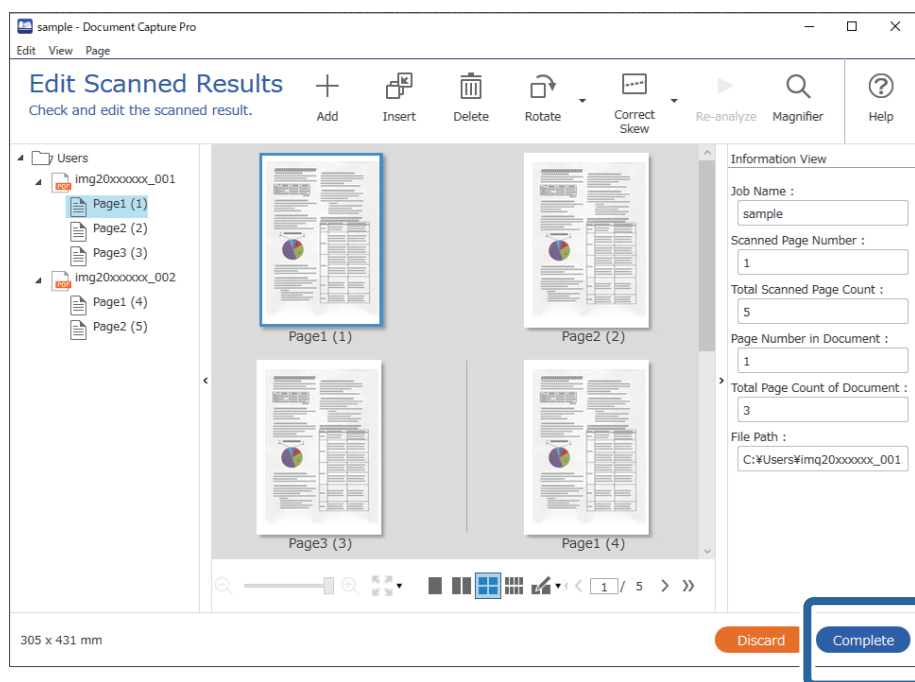 sample - Document Capture Pro
Edit View Page
Edit Scanned Results
Check and edit the scanned result.
Add
Insert
Delete
Rotate
Correct
Skew
Re-analyze
Magnifier
Help
Users
PDF
img20xxxxxx_001
Page1 (1)
Page2 (2)
Page3 (3)
PDF
img20xxxxxx_002
Page1 (4)
Page2 (5)
Page1 (1)
Page2 (2)
Page3 (3)
Page1 (4)
1 / 5
Information View
Job Name :
sample
Scanned Page Number :
1
Total Scanned Page Count :
5
Page Number in Document :
1
Total Page Count of Document :
3
File Path :
C:¥Users¥img20xxxxxx_001
305 x 431 mm
Discard
Complete